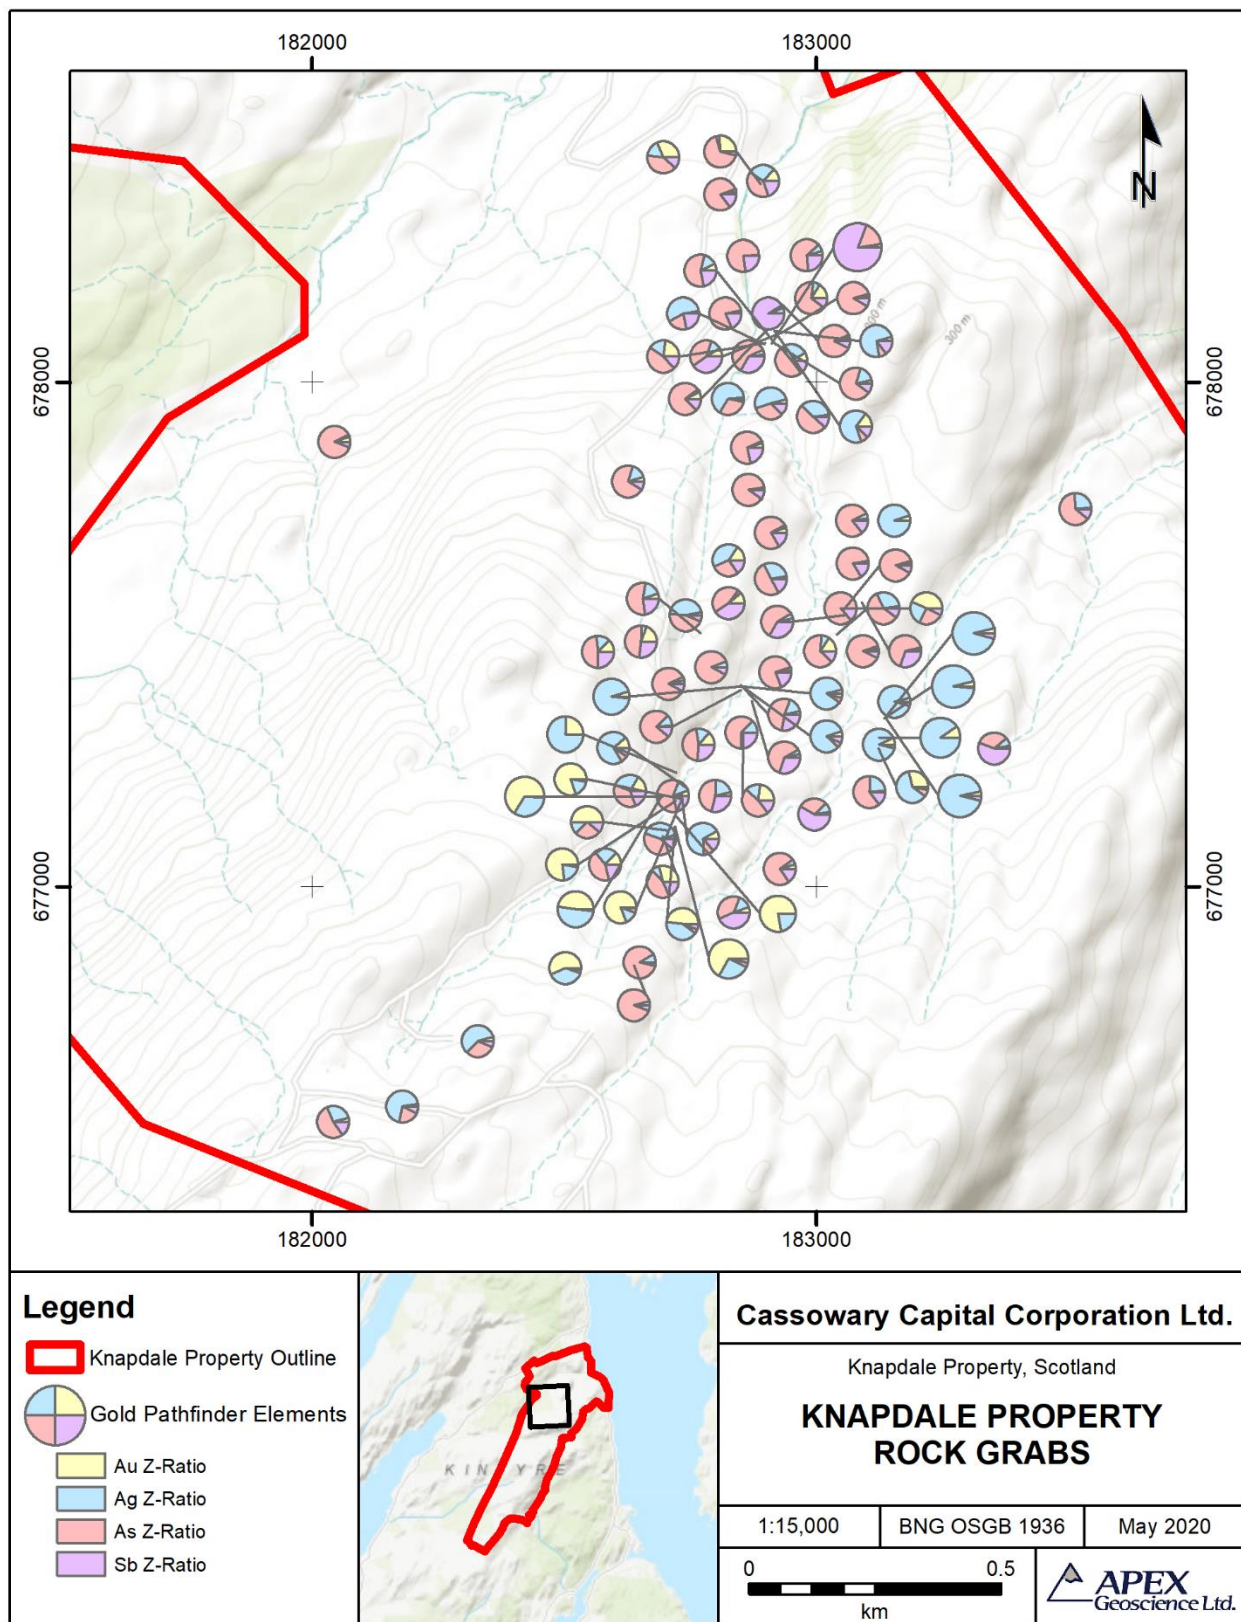 182000
183000
N
300 m
678000
678000
677000
677000
182000
183000
Legend
Knapdale Property Outline
Gold Pathfinder Elements
Au Z-Ratio
Ag Z-Ratio
As Z-Ratio
Sb Z-Ratio
KINTYRE
Cassowary Capital Corporation Ltd.
Knapdale Property, Scotland
KNAPDALE PROPERTY
ROCK GRABS
1:15,000
BNG OSGB 1936
May 2020
0
0.5
km
APEX
Geoscience Ltd.